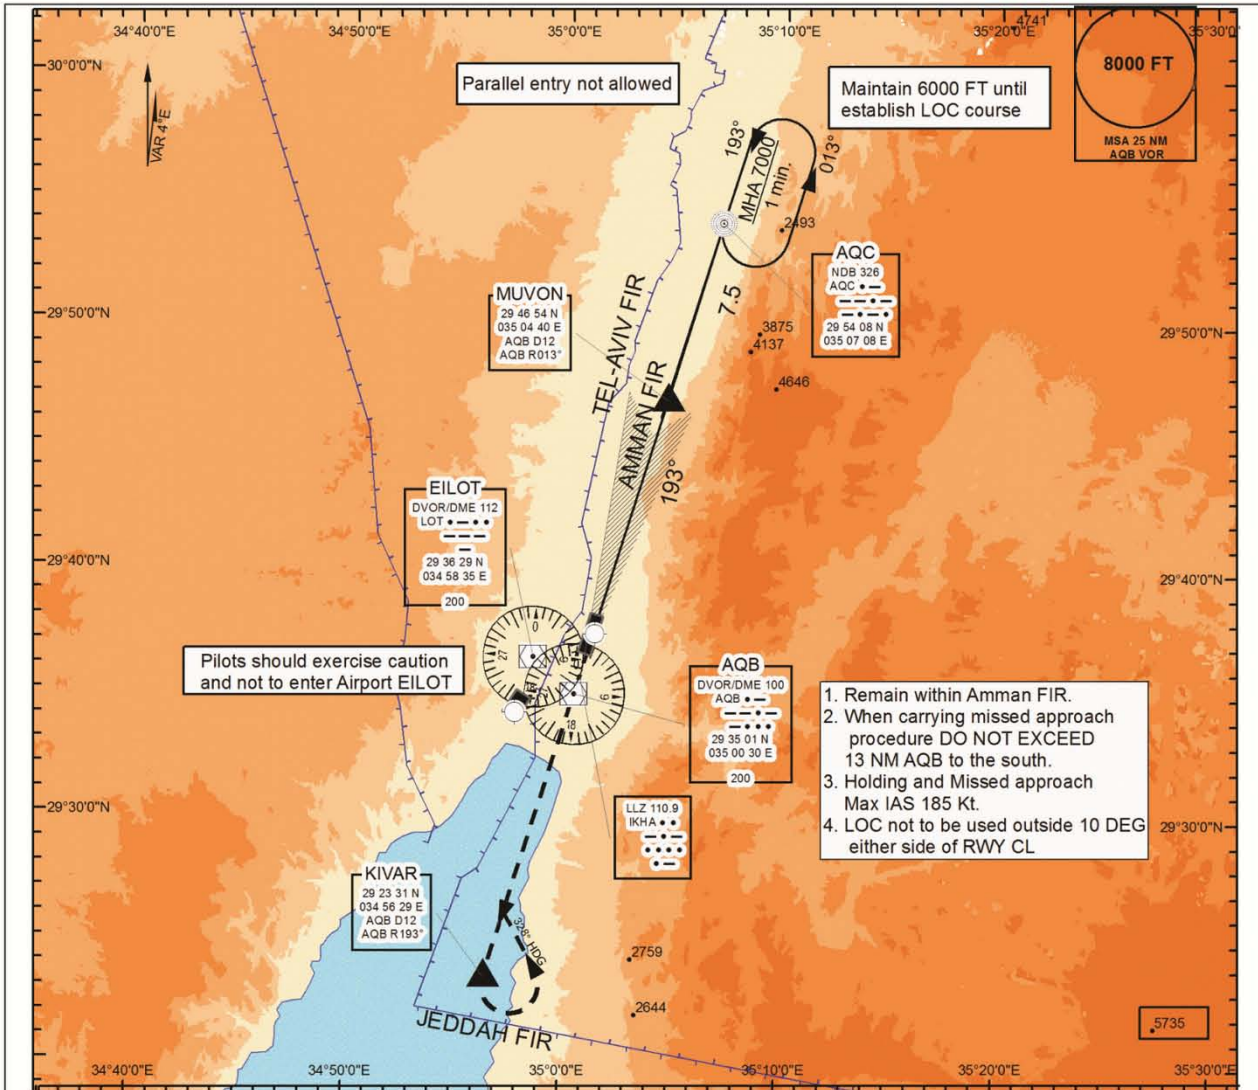 34°40'0"E 34°50'0"E 35°0'0"E 35°10'0"E 35°20'0"E 35°30'0"E
4741
30°0'0"N
30°0'0"N
VAR 4°E
Parallel entry not allowed
Maintain 6000 FT until
establish LOC course
8000 FT
MSA 25 NM
AQB VOR
193°
MHA 7000
1 min.
013°
2493
AQC
NDB 326
AQC
29 54 08 N
035 07 08 E
7.5
MUVON
29 46 54 N
035 04 40 E
AQB D12
AQB R013°
TEL-AVIV FIR
AMMAN FIR
29°50'0"N
29°50'0"N
3875
4137
4646
193°
EILOT
DVOR/DME 112
LOT
29 36 29 N
034 58 35 E
200
29°40'0"N
29°40'0"N
0
27
Pilots should exercise caution
and not to enter Airport EILOT
9
18
AQB
DVOR/DME 100
AQB
29 35 01 N
035 00 30 E
200
1. Remain within Amman FIR.
2. When carrying missed approach
procedure DO NOT EXCEED
13 NM AQB to the south.
3. Holding and Missed approach
Max IAS 185 Kt.
4. LOC not to be used outside 10 DEG
either side of RWY CL
29°30'0"N
29°30'0"N
LLZ 110.9
IKHA
KIVAR
29 23 31 N
034 56 29 E
AQB D12
AQB R193°
328° HDG
2759
2644
JEDDAH FIR
5735
34°40'0"E 34°50'0"E 35°0'0"E 35°10'0"E 35°20'0"E 35°30'0"E